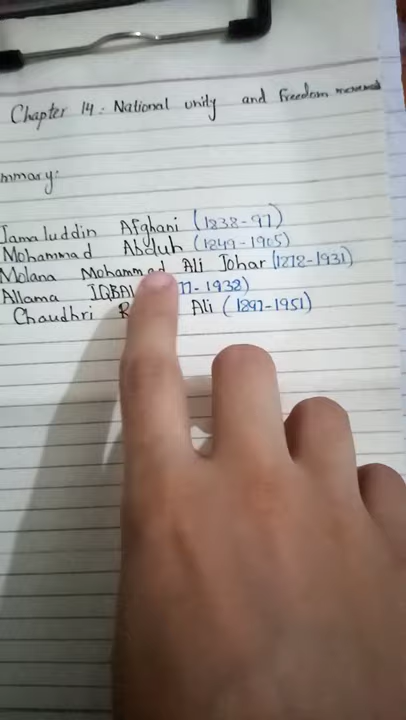 Chapter 14: National unity and Freedom
mmary:
Jamaluddin Afghani (1838-97)
Mohammad Abduh (1849-1905)
Molana Mohammad Ali Johar (1878-1931)
Allama IQBAL 77-1938)
Chaudhri R Ali (1897-1951)